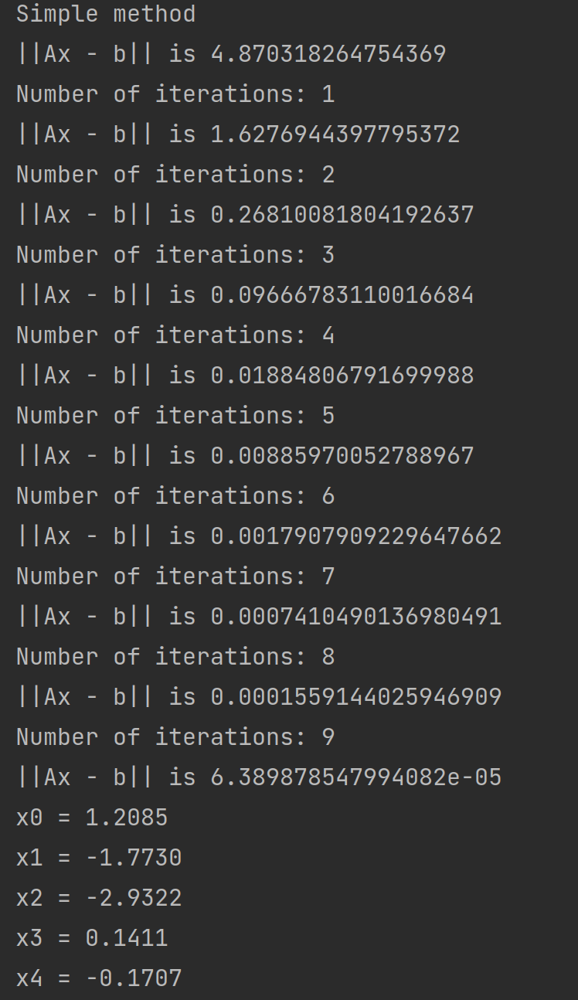 Simple method
||Ax - b|| is 4.870318264754369
Number of iterations: 1
||Ax - b|| is 1.6276944397795372
Number of iterations: 2
||Ax - b|| is 0.26810081804192637
Number of iterations: 3
||Ax - b|| is 0.09666783110016684
Number of iterations: 4
||Ax - b|| is 0.01884806791699988
Number of iterations: 5
||Ax - b|| is 0.00885970052788967
Number of iterations: 6
||Ax - b|| is 0.0017907909229647662
Number of iterations: 7
||Ax - b|| is 0.0007410490136980491
Number of iterations: 8
||Ax - b|| is 0.0001559144025946909
Number of iterations: 9
||Ax - b|| is 6.389878547994082e-05
x0 = 1.2085
x1 = -1.7730
x2 = -2.9322
x3 = 0.1411
x4 = -0.1707